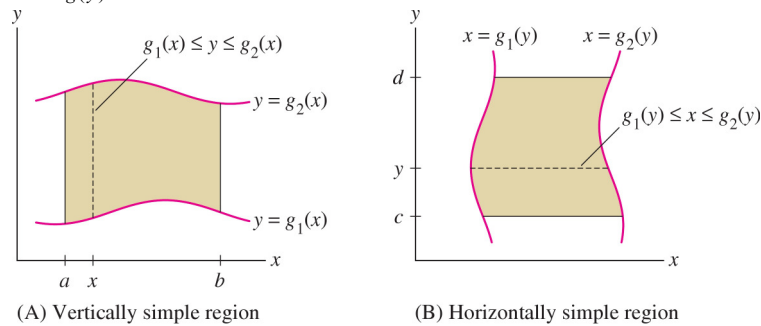 g(y)
y
g₁(x) ≤ y ≤ g₂(x)
y = g₂(x)
y = g₁(x)
a x b
x
(A) Vertically simple region
y
x = g₁(y) x = g₂(y)
d
g₁(y) ≤ x ≤ g₂(y)
y
c
x
(B) Horizontally simple region